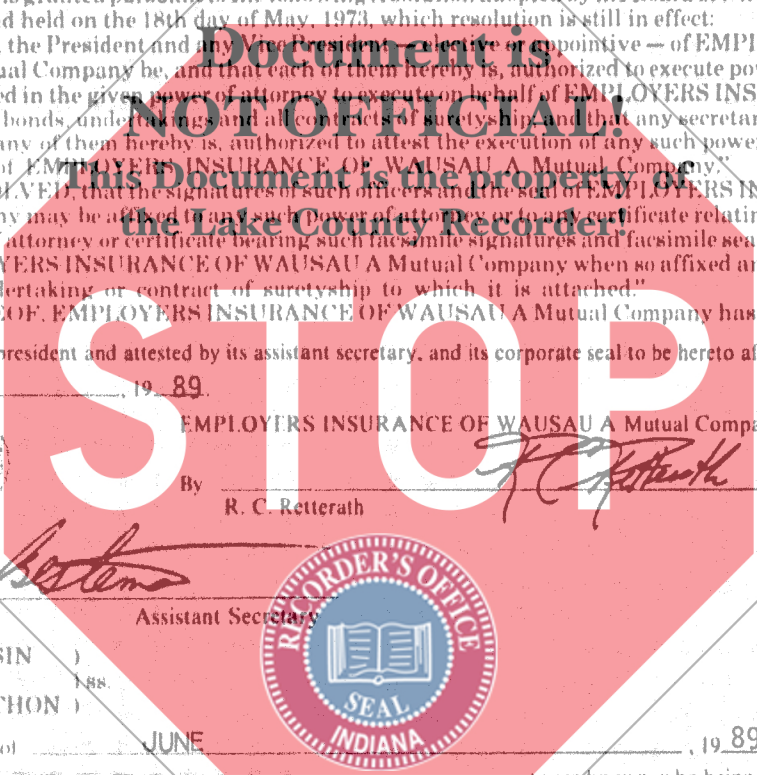 d held on the 18th day of May, 1973, which resolution is still in effect:
the President and any Vice President — elective or appointive — of EMPL
Document is
ual Company be, and that each of them hereby is, authorized to execute po
ed in the given power of attorney to execute on behalf of EMPLOYERS INS
NOT OFFICIAL!
bonds, undertakings and all contracts of suretyship; and that any secretar
any of them hereby is, authorized to attest the execution of any such power
of EMPLOYERS INSURANCE OF WAUSAU A Mutual Company."
This Document is the property of
LVED, that the signatures of such officers and the seal of EMPLOYERS IN
ny may be affixed to any such power of attorney or to any certificate relatin
the Lake County Recorder!
attorney or certificate bearing such facsimile signatures and facsimile sea
YERS INSURANCE OF WAUSAU A Mutual Company when so affixed an
dertaking or contract of suretyship to which it is attached."
EOF, EMPLOYERS INSURANCE OF WAUSAU A Mutual Company has
STOP
president and attested by its assistant secretary, and its corporate seal to be hereto af
, 19 89
EMPLOYERS INSURANCE OF WAUSAU A Mutual Compa
By
R. C. Retterath
Assistant Secretary
RECORDER'S OFFICE
SEAL
INDIANA
SIN )
) ss.
THON )
JUNE , 19 89